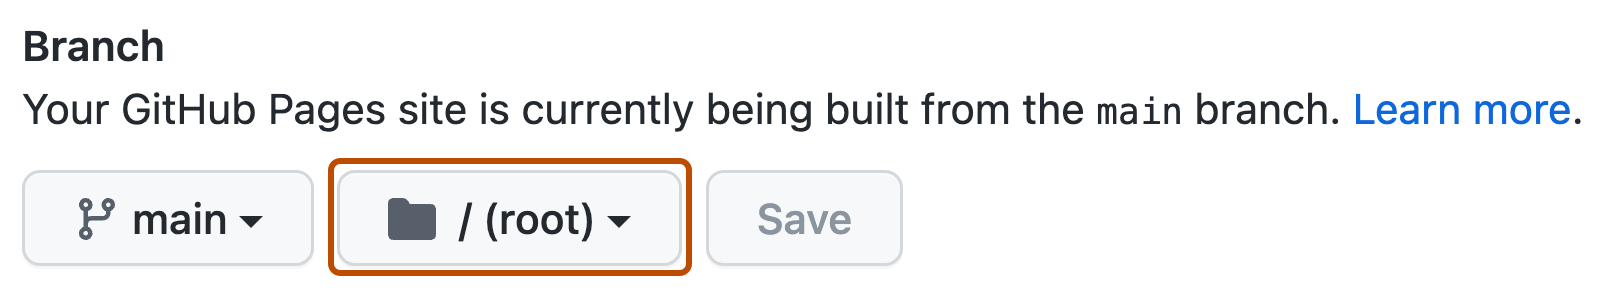 Branch
Your GitHub Pages site is currently being built from the main branch. Learn more.
main / (root) Save